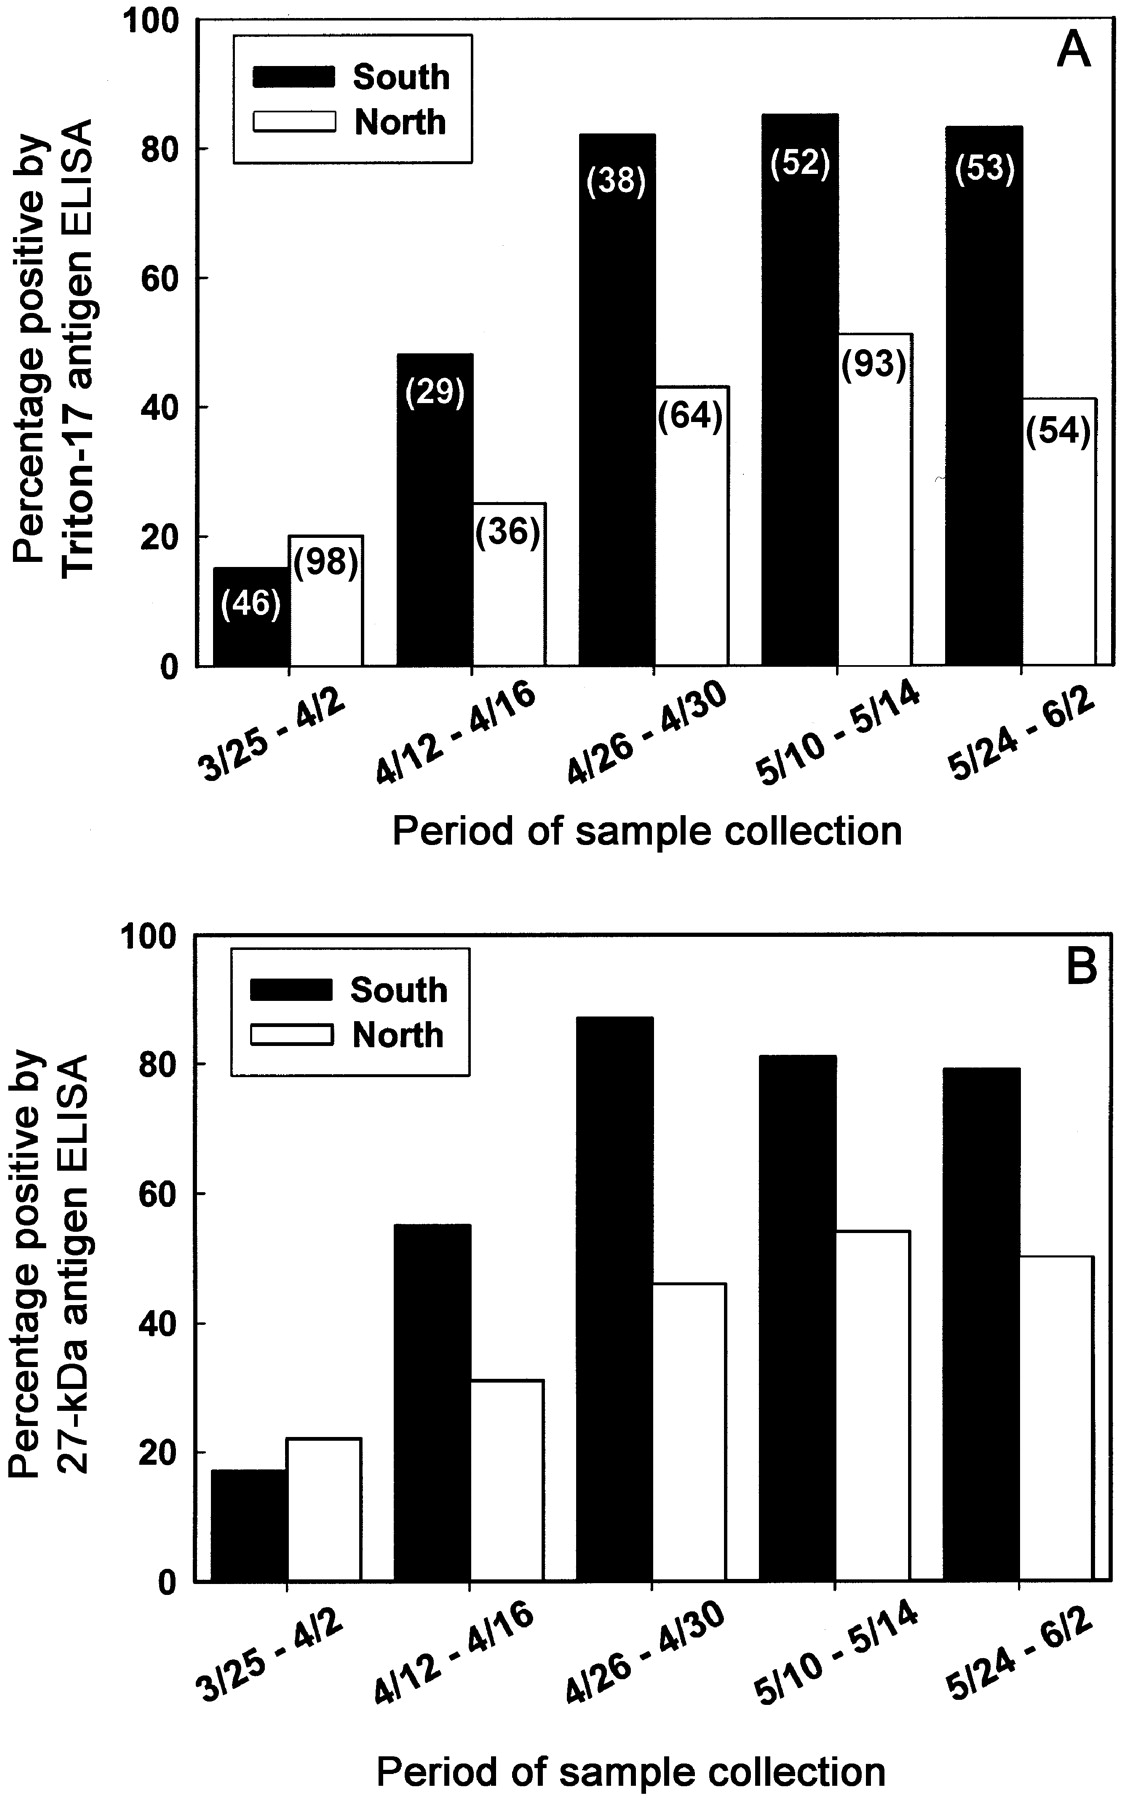 A
South
North
Percentage positive by
Triton-17 antigen ELISA
100
80
60
40
20
0
(46)
(98)
(29)
(36)
(38)
(64)
(52)
(93)
(53)
(54)
3/25 - 4/2
4/12 - 4/16
4/26 - 4/30
5/10 - 5/14
5/24 - 6/2
Period of sample collection
B
South
North
Percentage positive by
27-kDa antigen ELISA
100
80
60
40
20
0
3/25 - 4/2
4/12 - 4/16
4/26 - 4/30
5/10 - 5/14
5/24 - 6/2
Period of sample collection